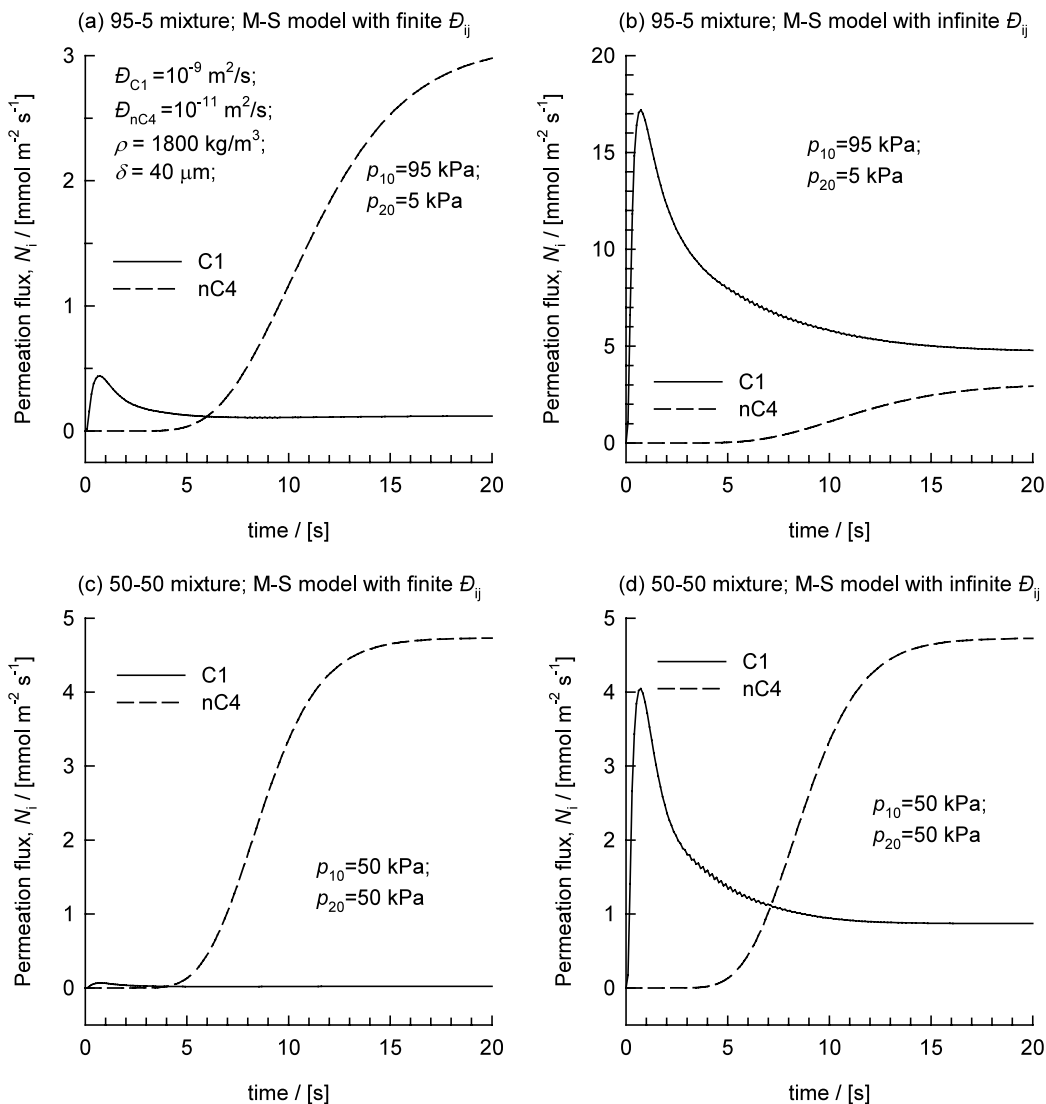 (a) 95-5 mixture; M-S model with finite Đij
Permeation flux, Ni / [mmol m-2 s-1]
3
2
1
0
ĐC1 =10-9 m2/s;
ĐnC4 =10-11 m2/s;
ρ = 1800 kg/m3;
δ = 40 μm;
p10=95 kPa;
p20=5 kPa
C1
nC4
0 5 10 15 20
time / [s]
(b) 95-5 mixture; M-S model with infinite Đij
Permeation flux, Ni / [mmol m-2 s-1]
20
17
15
13
10
7
5
3
0
p10=95 kPa;
p20=5 kPa
C1
nC4
0 5 10 15 20
time / [s]
(c) 50-50 mixture; M-S model with finite Đij
Permeation flux, Ni / [mmol m-2 s-1]
5
4
3
2
1
0
C1
nC4
p10=50 kPa;
p20=50 kPa
0 5 10 15 20
time / [s]
(d) 50-50 mixture; M-S model with infinite Đij
Permeation flux, Ni / [mmol m-2 s-1]
5
4
3
2
1
0
C1
nC4
p10=50 kPa;
p20=50 kPa
0 5 10 15 20
time / [s]